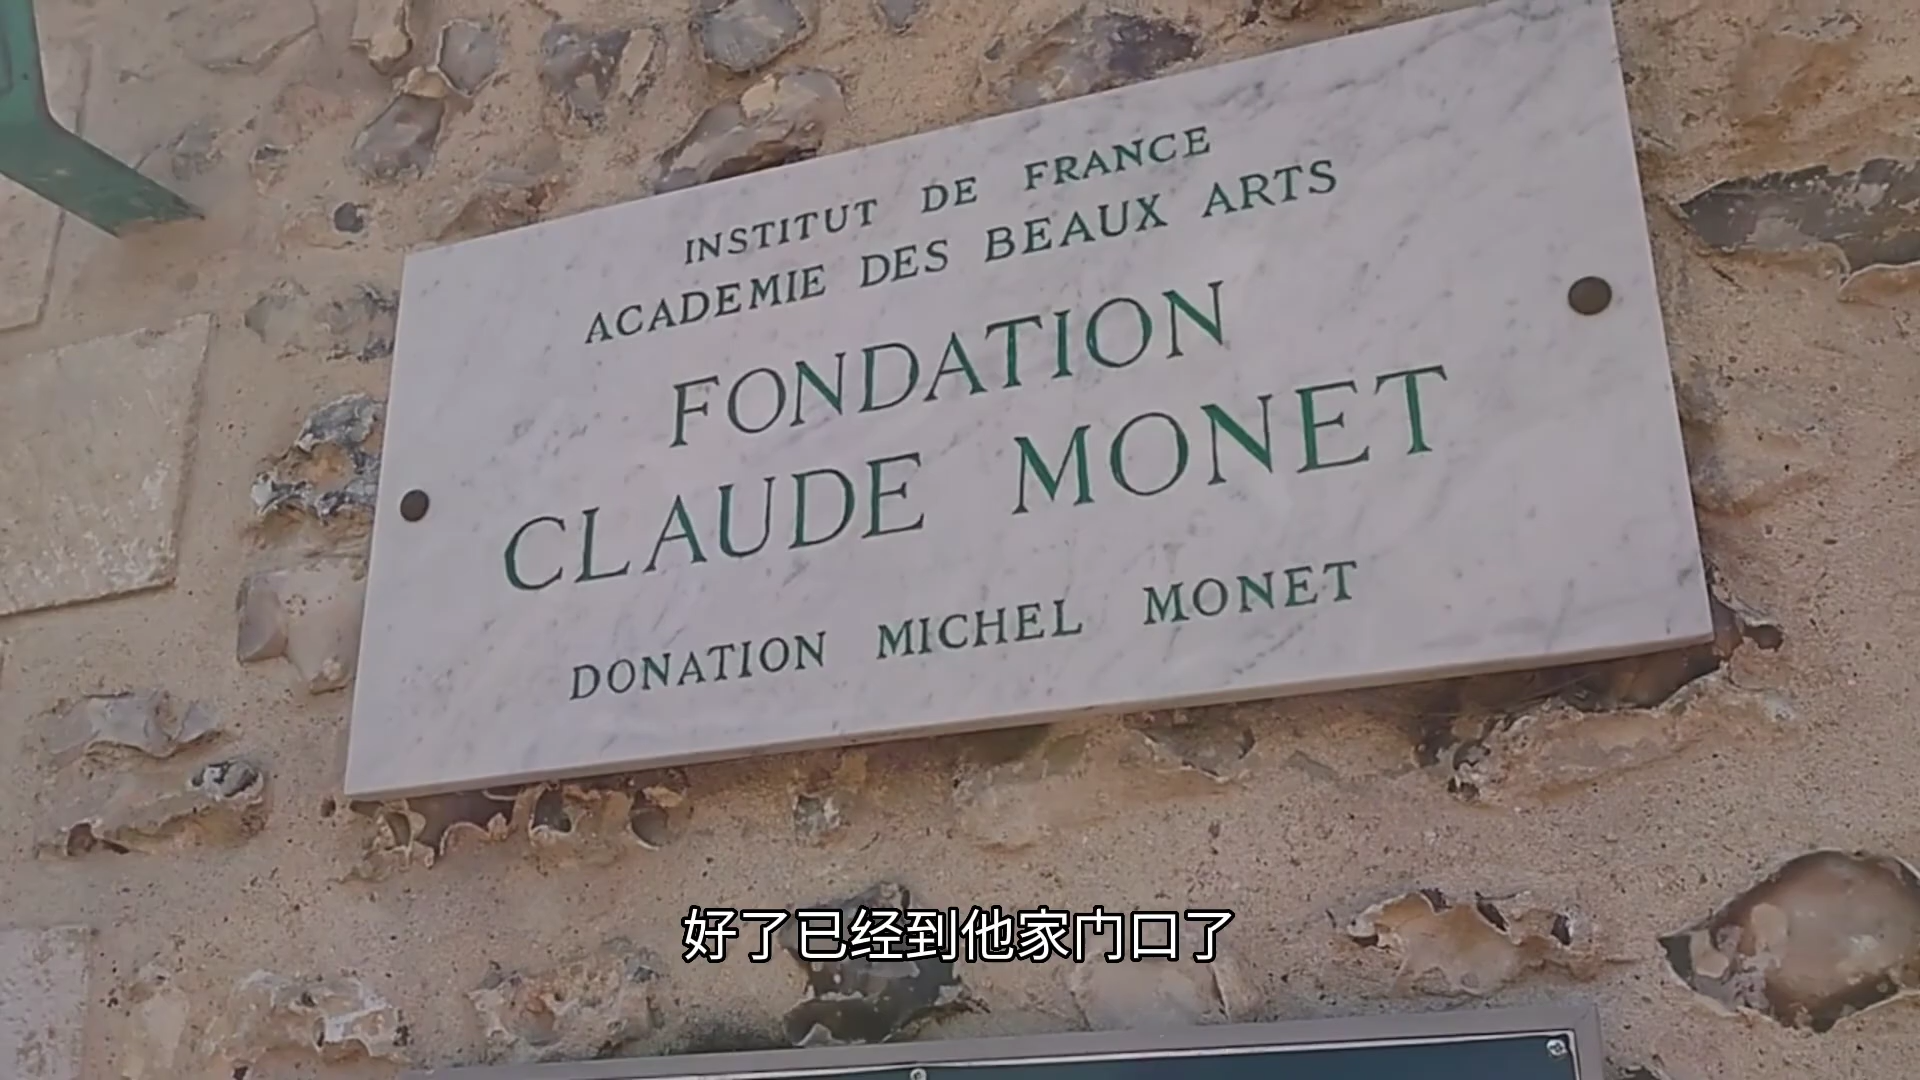 INSTITUT DE FRANCE
ACADEMIE DES BEAUX ARTS
FONDATION
CLAUDE MONET
DONATION MICHEL MONET
好了已经到他家门口了